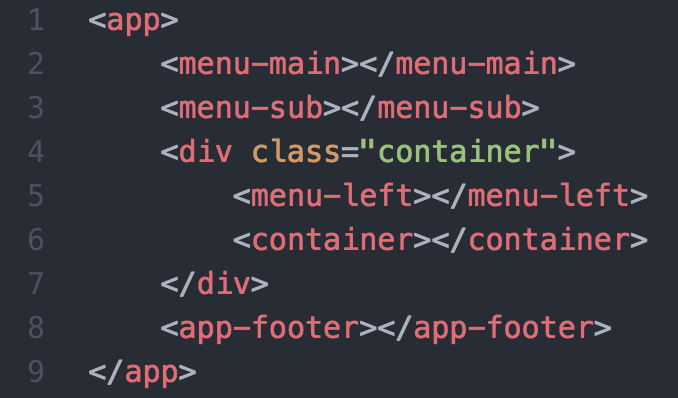 1 <app>
2     <menu-main></menu-main>
3     <menu-sub></menu-sub>
4     <div class="container">
5         <menu-left></menu-left>
6         <container></container>
7     </div>
8     <app-footer></app-footer>
9 </app>